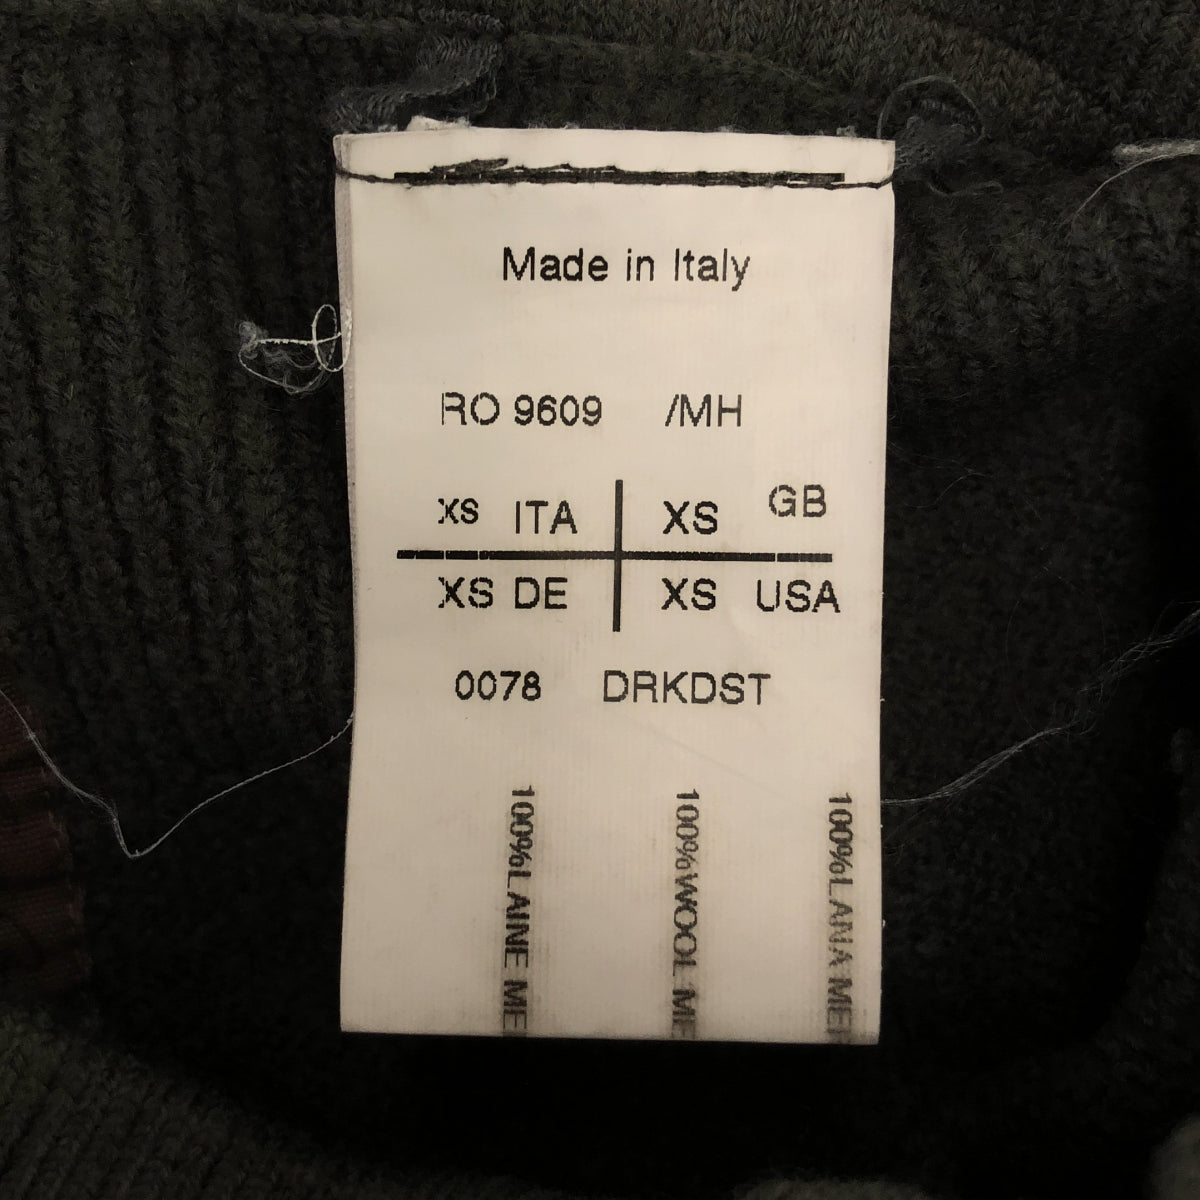 Made in Italy
RO 9609 /MH
XS ITA XS GB
XS DE XS USA
0078 DRKDST
100%LANA MER
100%WOOL ME
100%LAINE ME